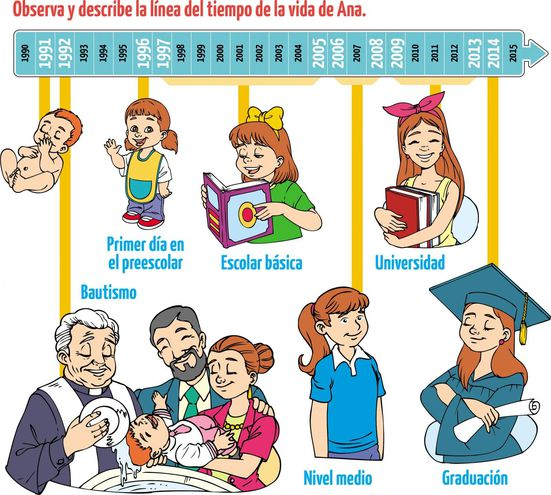 Observa y describe la línea del tiempo de la vida de Ana.
1990 1991 1992 1993 1994 1995 1996 1997 1998 1999 2000 2001 2002 2003 2004 2005 2006 2007 2008 2009 2010 2011 2012 2013 2014 2015
Primer día en
el preescolar
Escolar básica
Universidad
Bautismo
Nivel medio
Graduación